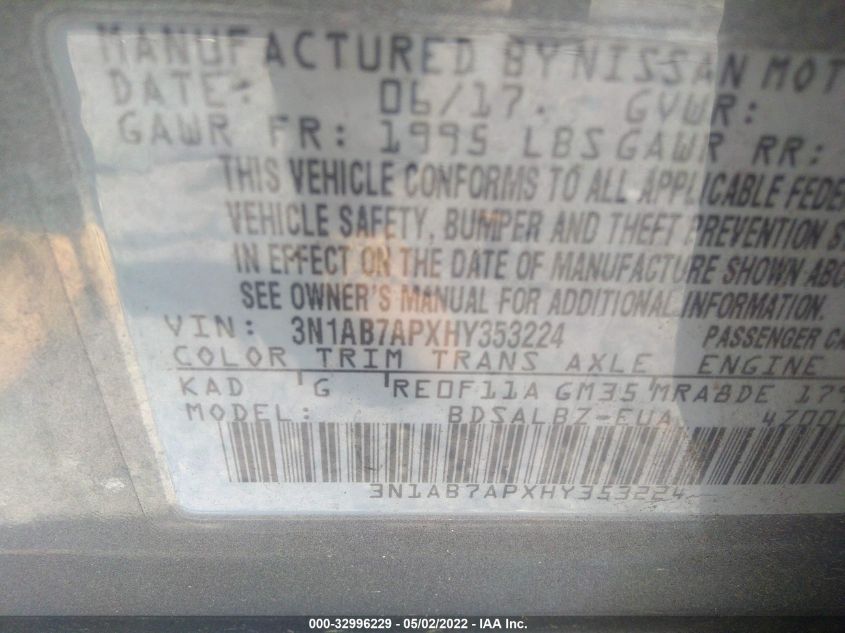 MANUFACTURED BY NISSAN MOT
DATE: 06/17. GVWR:
GAWR FR: 1995 LBS GAWR RR:
THIS VEHICLE CONFORMS TO ALL APPLICABLE FEDE
VEHICLE SAFETY, BUMPER AND THEFT PREVENTION S
IN EFFECT ON THE DATE OF MANUFACTURE SHOWN ABO
SEE OWNER'S MANUAL FOR ADDITIONAL INFORMATION.
VIN: 3N1AB7APXHY353224 PASSENGER CA
COLOR TRIM TRANS AXLE ENGINE
KAD G RE0F11A GM35 MRA8DE 179
MODEL: BDSALBZ-EUA 4Z00
3N1AB7APXHY353224
000-32996229 - 05/02/2022 - IAA Inc.